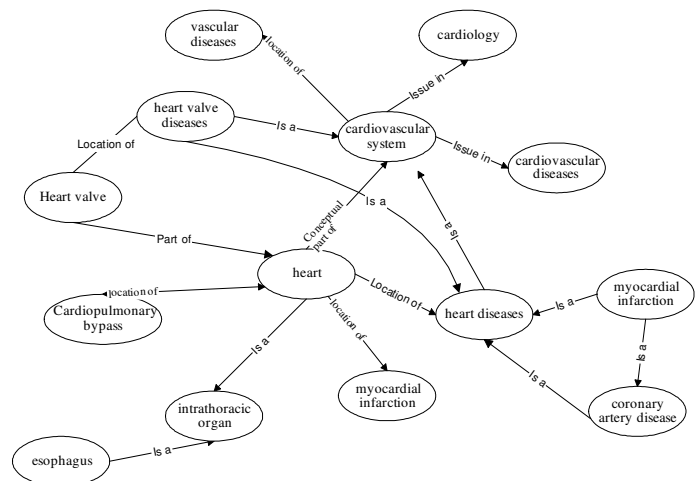 vascular
diseases
location of
cardiology
Issue in
heart valve
diseases
Is a
cardiovascular
system
Issue in
cardiovascular
diseases
Location of
Heart valve
Is a
Part of
Conceptual
part of
Is a
heart
location of
Cardiopulmonary
bypass
Location of
heart diseases
Is a
myocardial
infarction
Is a
location of
Is a
Is a
myocardial
infarction
coronary
artery disease
intrathoracic
organ
esophagus
Is a